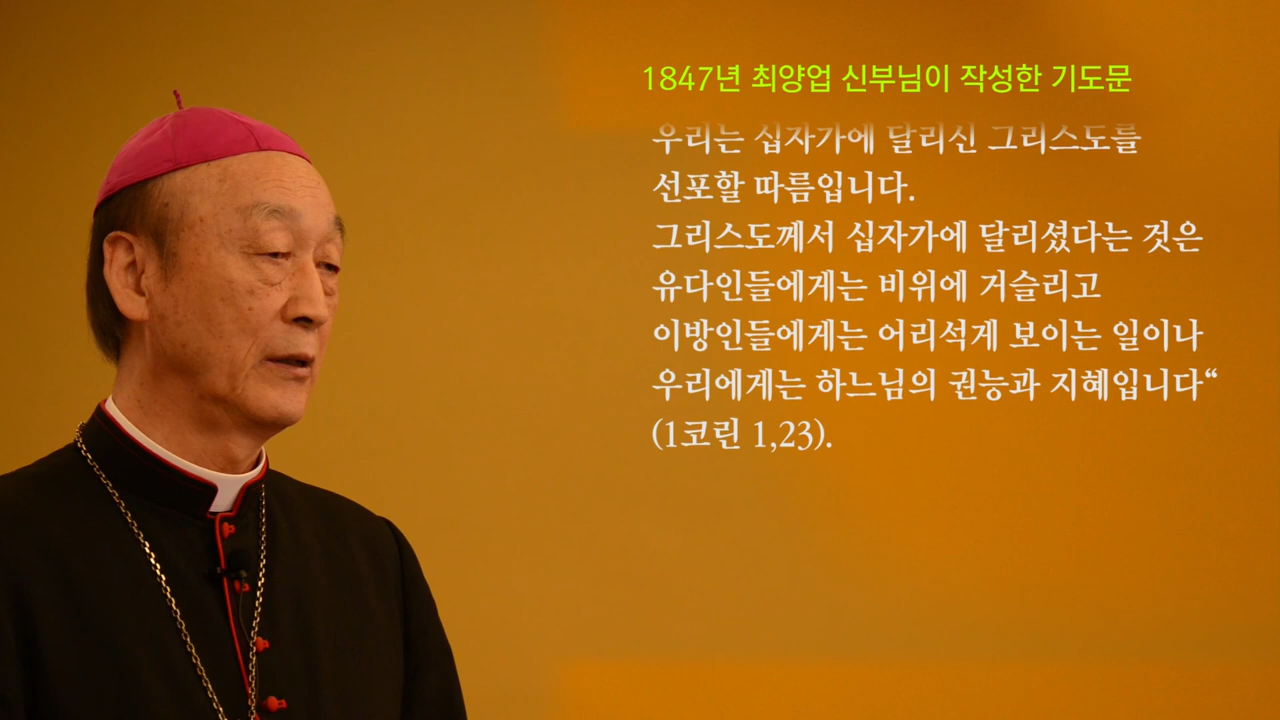 1847년 최양업 신부님이 작성한 기도문
우리는 십자가에 달리신 그리스도를
선포할 따름입니다.
그리스도께서 십자가에 달리셨다는 것은
유다인들에게는 비위에 거슬리고
이방인들에게는 어리석게 보이는 일이나
우리에게는 하느님의 권능과 지혜입니다“
(1코린 1,23).